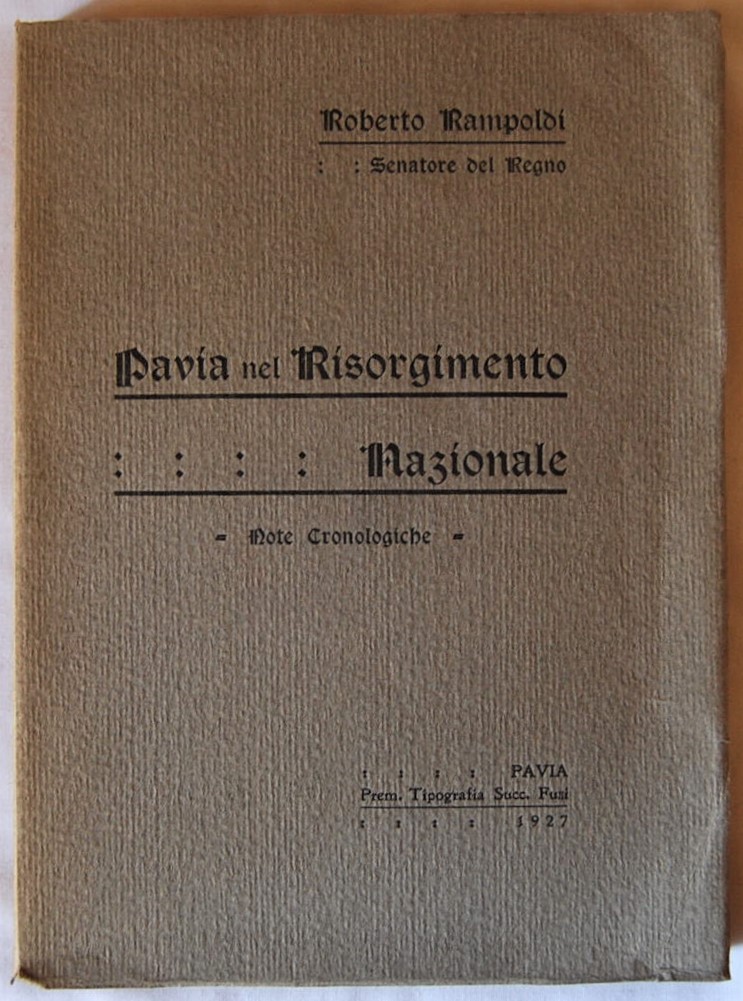 Roberto Rampoldi
: : Senatore del Regno
Pavia nel Risorgimento
: : : : Nazionale
= Note Cronologiche =
: : : : PAVIA
Prem. Tipografia Succ. Fusi
: : : : 1927